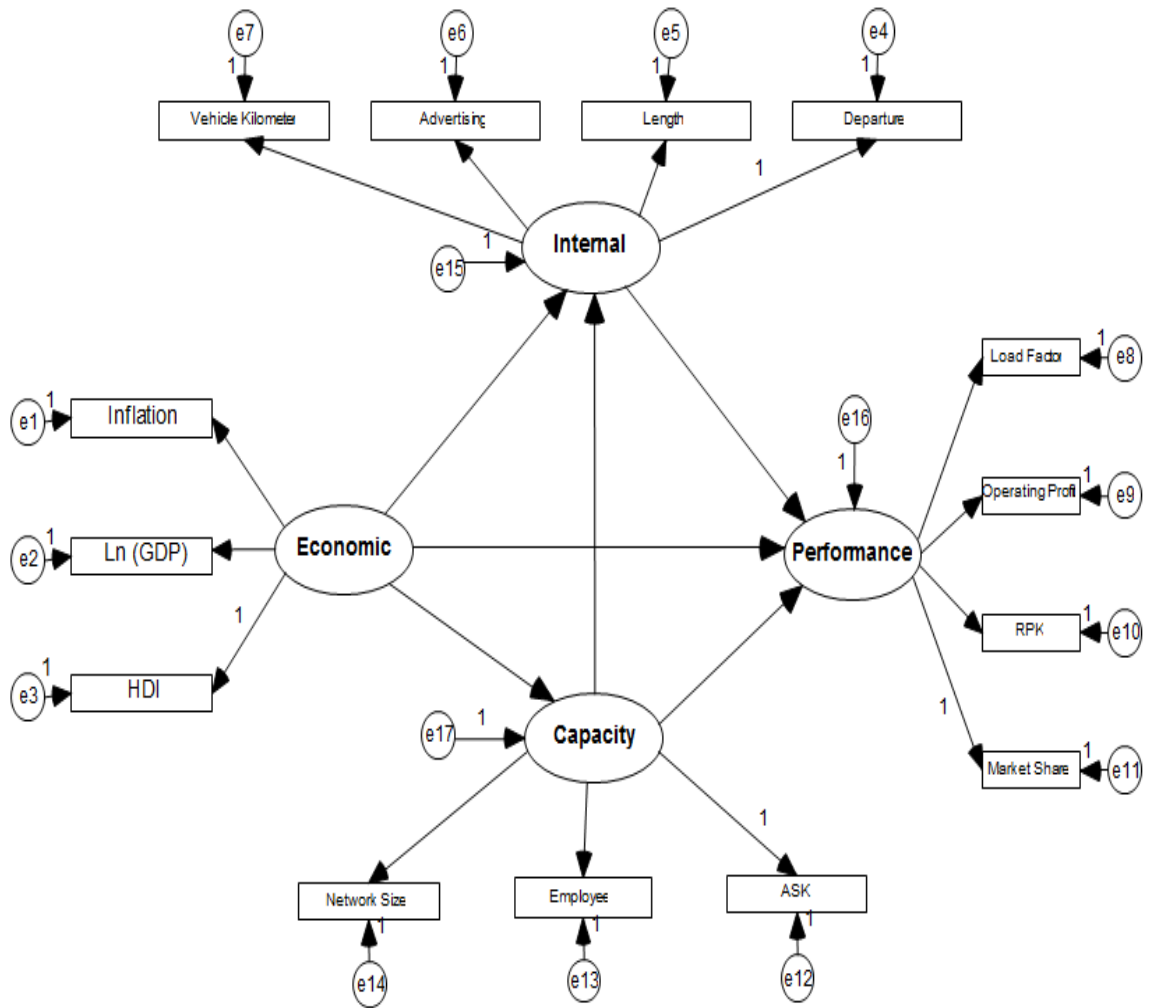 e7
e6
e5
e4
1
1
1
1
Vehicle Kilometer
Advertising
Length
Departure
1
Internal
1
e15
Load Factor
1
e8
Inflation
1
e1
e16
1
Operating Profit
1
e9
Ln (GDP)
1
e2
Economic
Performance
1
RPK
1
e10
HDI
1
e3
Capacity
1
e17
1
Market Share
1
e11
1
Network Size
Employee
ASK
1
1
1
e14
e13
e12